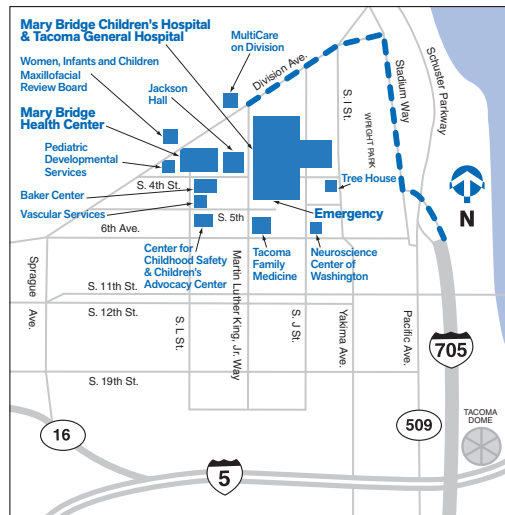 Mary Bridge Children's Hospital
& Tacoma General Hospital
MultiCare
on Division
Women, Infants and Children
Maxillofacial
Review Board
Jackson
Hall
Division Ave.
Mary Bridge
Health Center
Pediatric
Developmental
Services
S. 4th St.
Baker Center
Vascular Services
S. 5th
6th Ave.
Center for
Childhood Safety
& Children's
Advocacy Center
Tacoma
Family
Medicine
Emergency
Neuroscience
Center of
Washington
Tree House
S. I St.
WRIGHT PARK
Stadium Way
Schuster Parkway
N
Sprague
Ave.
S. 11th St.
S. 12th St.
S. 19th St.
S. L St.
Martin Luther King, Jr. Way
S. J St.
Yakima Ave.
Pacific Ave.
705
16
5
509
TACOMA
DOME